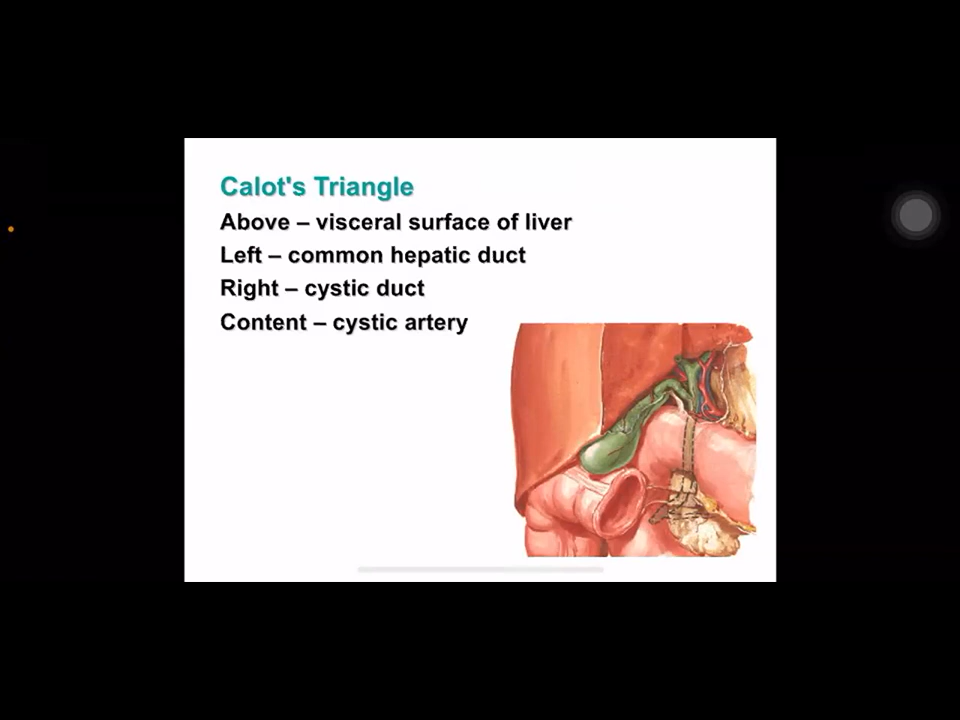 Calot's Triangle
Above – visceral surface of liver
Left – common hepatic duct
Right – cystic duct
Content – cystic artery